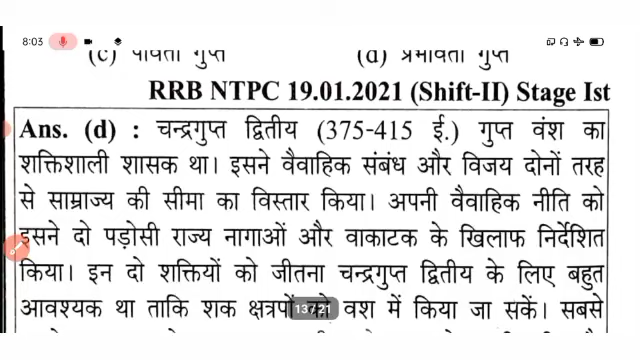 8:03
(c) पार्वती गुप्त (d) प्रभावती गुप्त
RRB NTPC 19.01.2021 (Shift-II) Stage Ist
Ans. (d) : चन्द्रगुप्त द्वितीय (375-415 ई.) गुप्त वंश का
शक्तिशाली शासक था। इसने वैवाहिक संबंध और विजय दोनों तरह
से साम्राज्य की सीमा का विस्तार किया। अपनी वैवाहिक नीति को
इसने दो पड़ोसी राज्य नागाओं और वाकाटक के खिलाफ निर्देशित
किया। इन दो शक्तियों को जीतना चन्द्रगुप्त द्वितीय के लिए बहुत
आवश्यक था ताकि शक क्षत्रपों को वश में किया जा सकें। सबसे
13 / 21